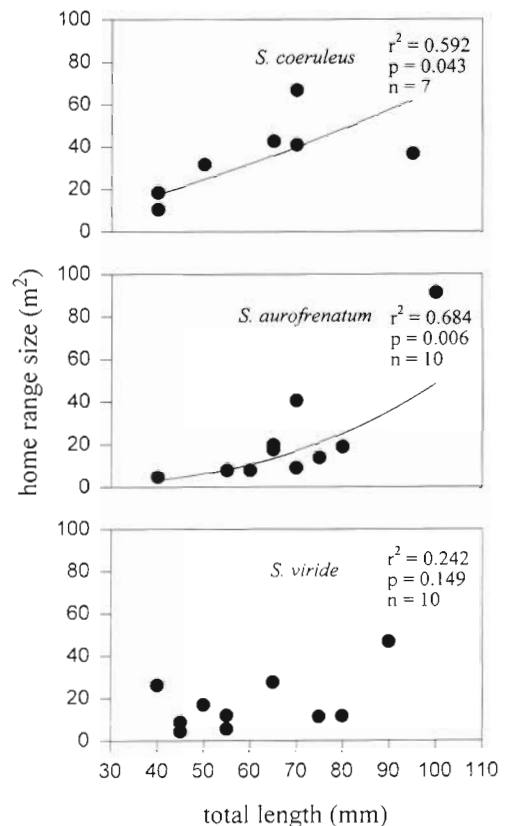 home range size (m²)
100
80
60
40
20
0
S. coeruleus
r² = 0.592
p = 0.043
n = 7
100
80
60
40
20
0
S. aurofrenatum
r² = 0.684
p = 0.006
n = 10
100
80
60
40
20
0
S. viride
r² = 0.242
p = 0.149
n = 10
30 40 50 60 70 80 90 100 110
total length (mm)